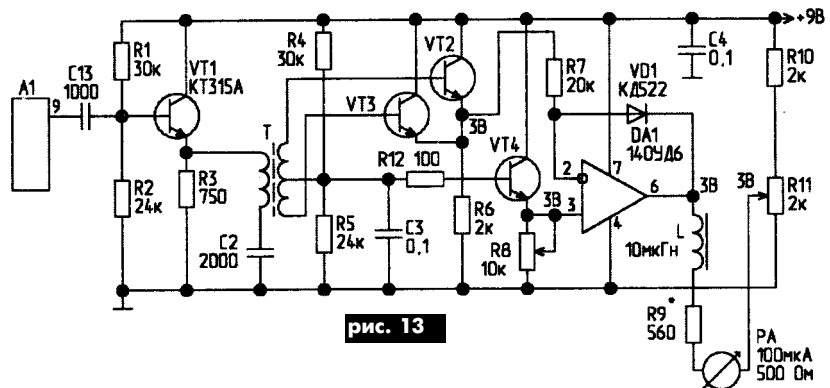 +9В
R1
30к
R4
30к
VT1
КТ315А
VT2
C4
0,1
R10
2к
C13
1000
A1
9
R7
20к
VD1
КД522
VT3
3В
T
R12 100
VT4
DA1
140УД6
2
7
6
3В
3В
R11
2к
R2
24к
R3
750
R5
24к
C3
0,1
R6
2к
3В
3
4
C2
2000
R8
10к
L
10мкГн
рис. 13
R9*
560
PA
100мкА
500 Ом